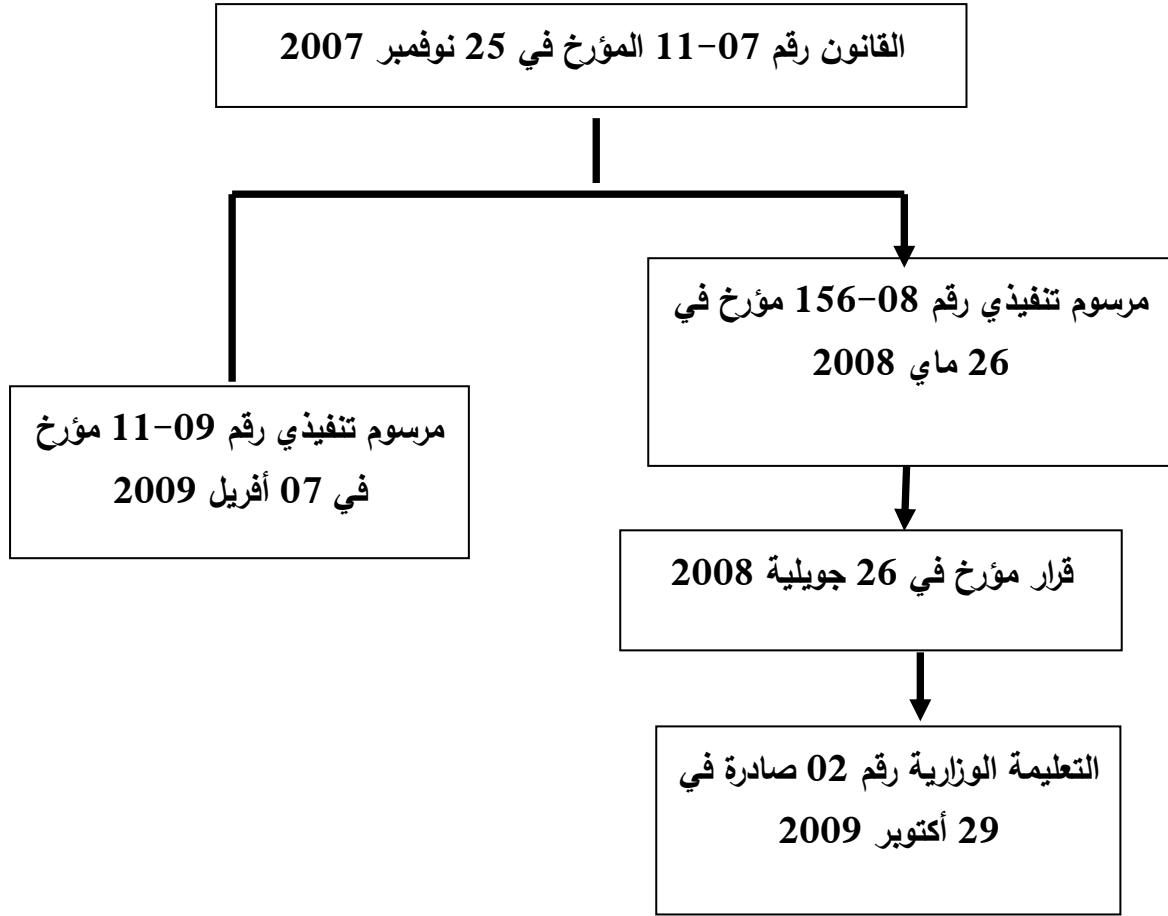 القانون رقم 07-11 المؤرخ في 25 نوفمبر 2007
مرسوم تنفيذي رقم 08-156 مؤرخ في
26 ماي 2008
مرسوم تنفيذي رقم 09-11 مؤرخ
في 07 أفريل 2009
قرار مؤرخ في 26 جويلية 2008
التعليمة الوزارية رقم 02 صادرة في
29 أكتوبر 2009